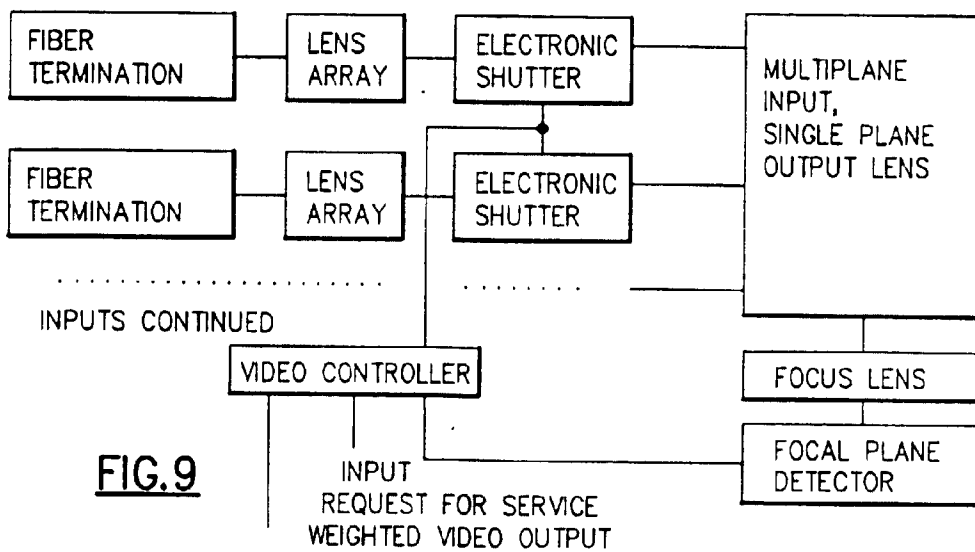 FIBER
TERMINATION
LENS
ARRAY
ELECTRONIC
SHUTTER
MULTIPLANE
INPUT,
SINGLE PLANE
OUTPUT LENS
FIBER
TERMINATION
LENS
ARRAY
ELECTRONIC
SHUTTER
INPUTS CONTINUED
VIDEO CONTROLLER
FOCUS LENS
FOCAL PLANE
DETECTOR
FIG.9
INPUT
REQUEST FOR SERVICE
WEIGHTED VIDEO OUTPUT